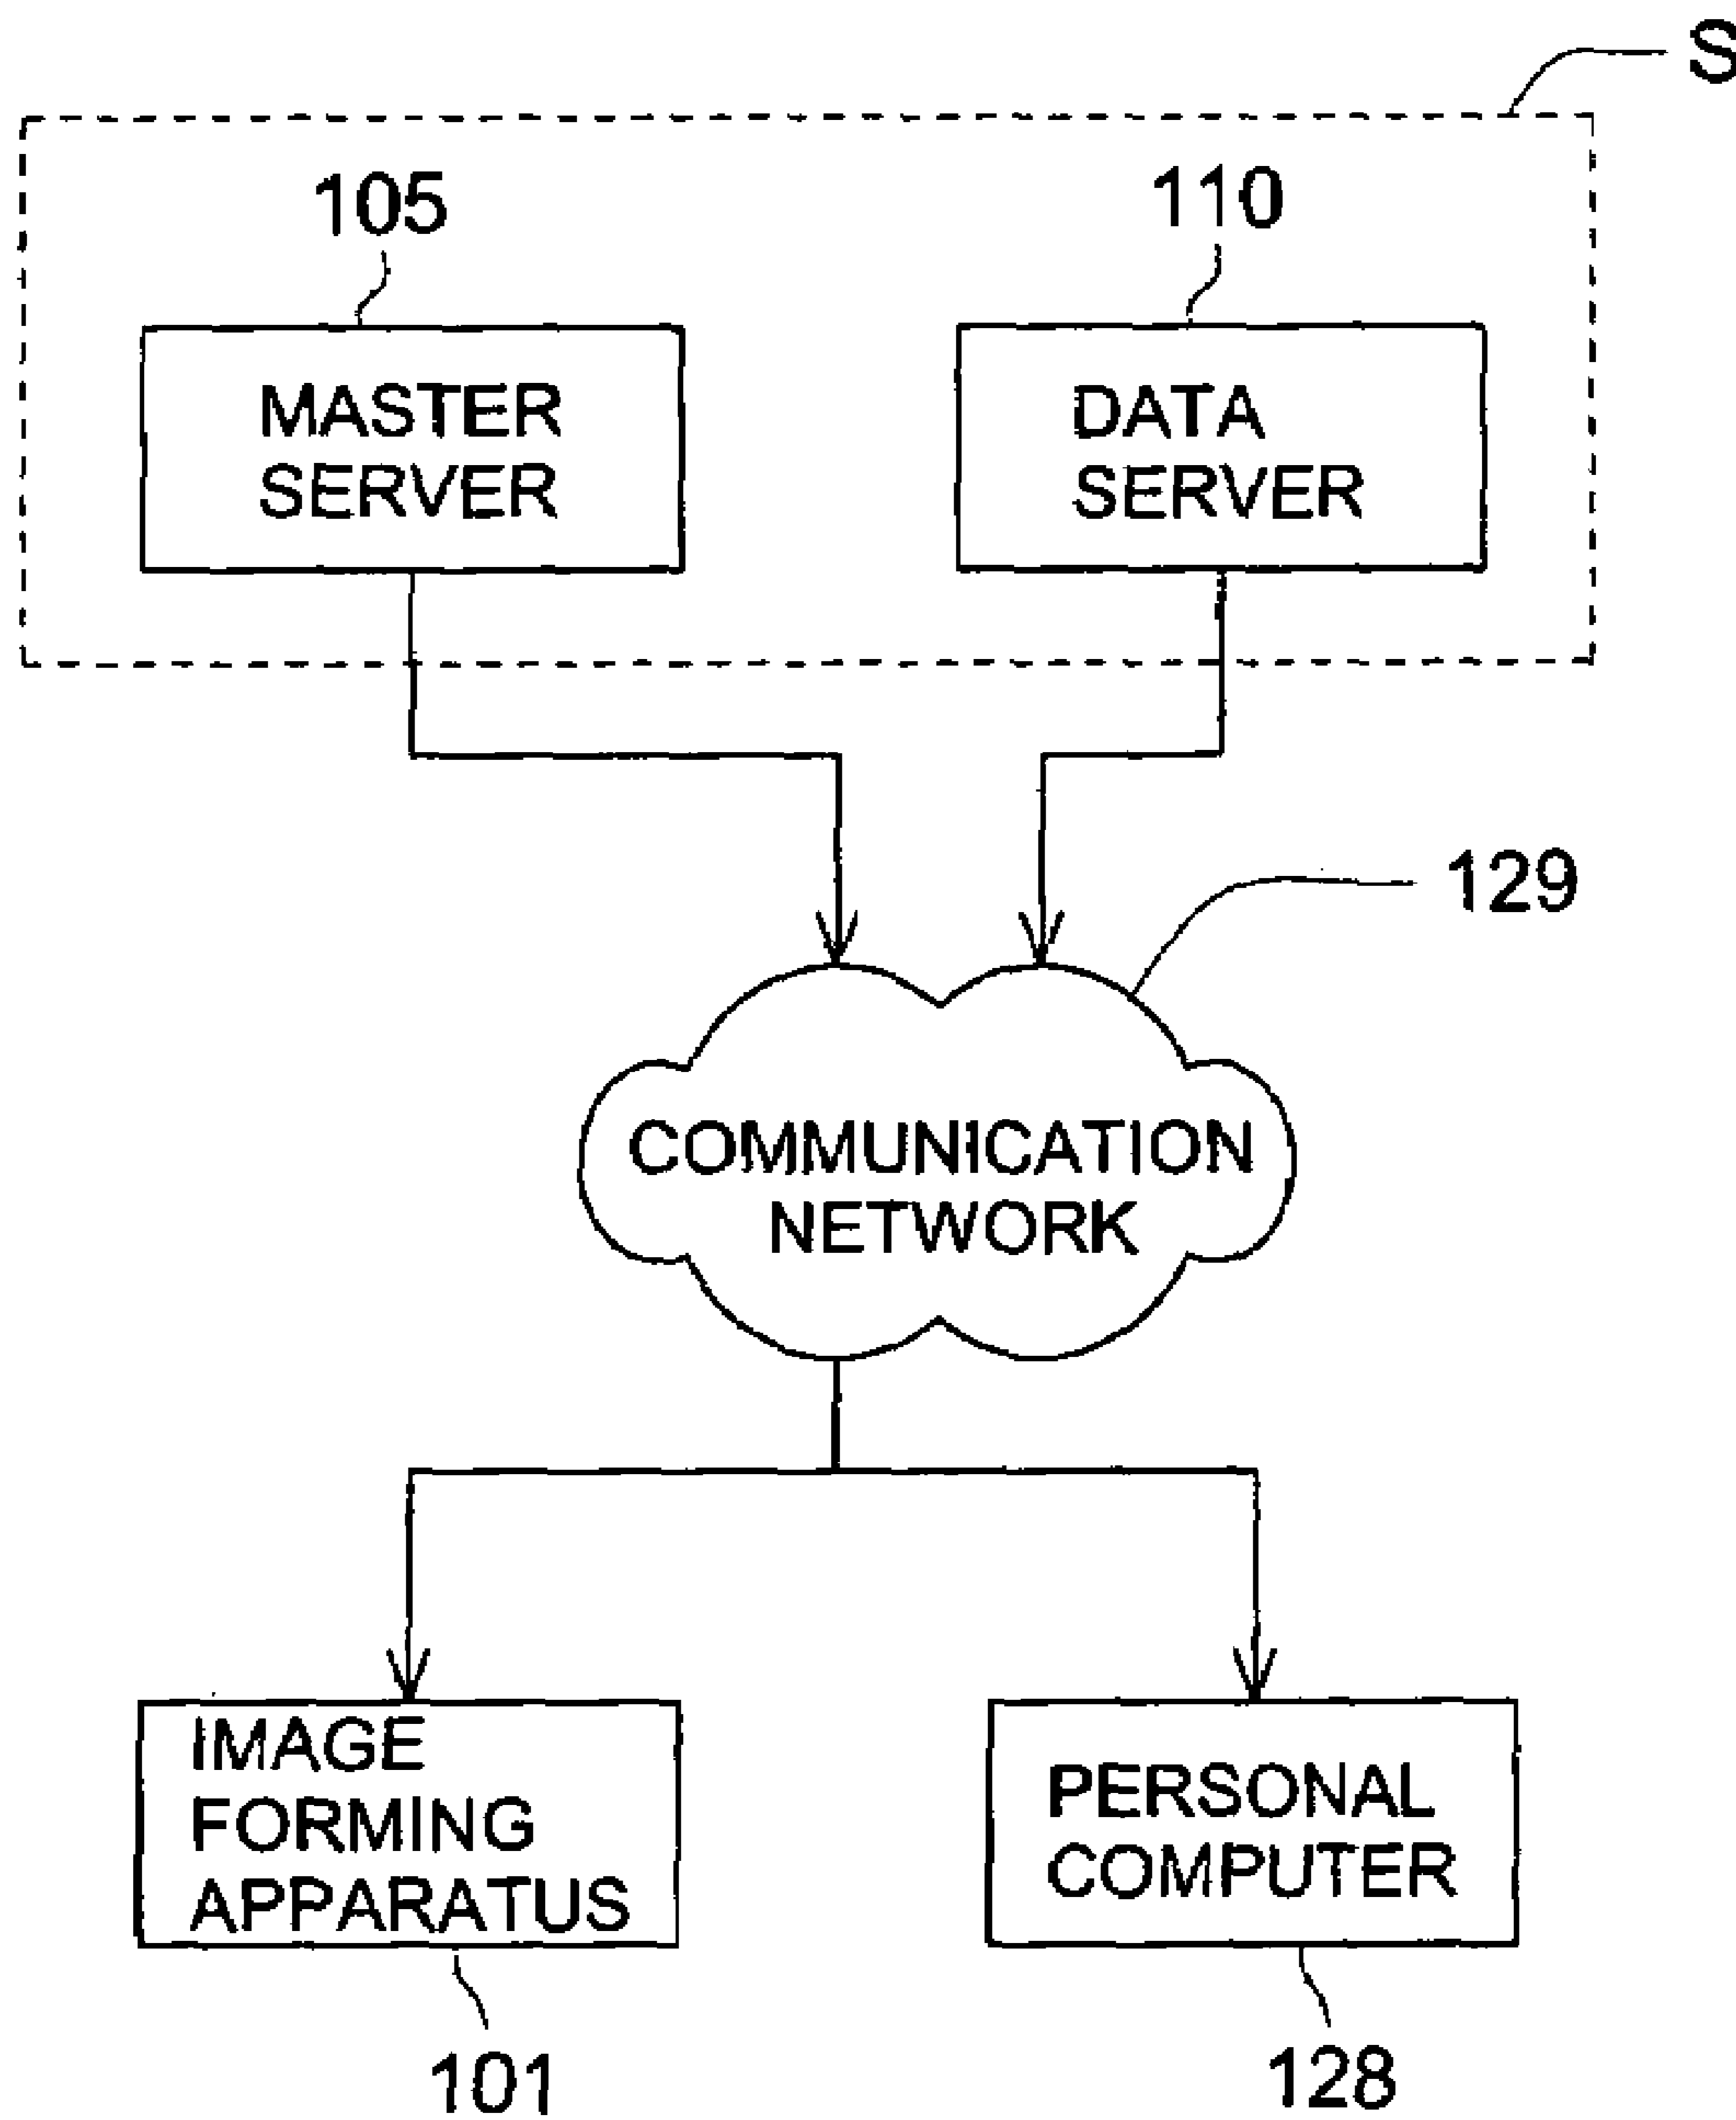 S
105
110
MASTER
SERVER
DATA
SERVER
129
COMMUNICATION
NETWORK
IMAGE
FORMING
APPARATUS
PERSONAL
COMPUTER
101
128